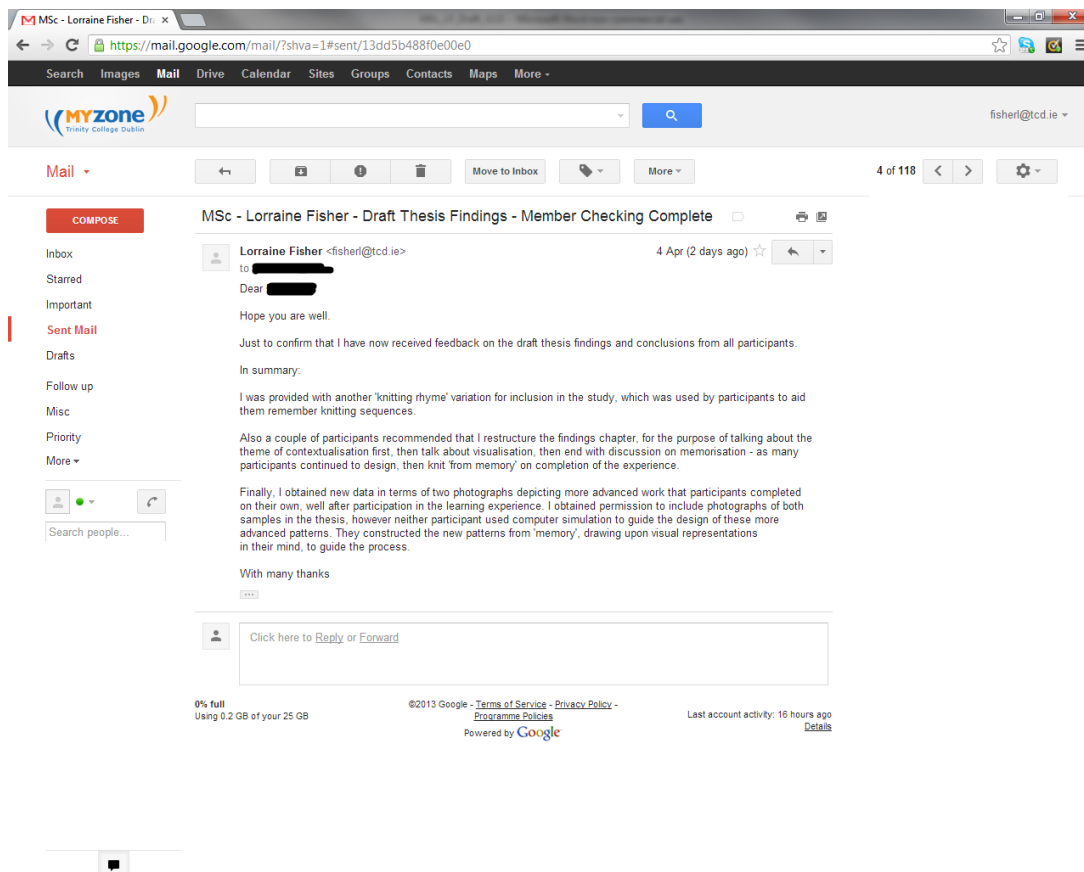 MSc - Lorraine Fisher - Dr
https://mail.google.com/mail/?shva=1#sent/13dd5b488f0e00e0
Search Images Mail Drive Calendar Sites Groups Contacts Maps More
MYZONE
Trinity College Dublin
fisherl@tcd.ie
Mail
Move to Inbox
More
4 of 118
COMPOSE
Inbox
Starred
Important
Sent Mail
Drafts
Follow up
Misc
Priority
More
Search people...
MSc - Lorraine Fisher - Draft Thesis Findings - Member Checking Complete
Lorraine Fisher <fisherl@tcd.ie>
4 Apr (2 days ago)
to
Dear
Hope you are well.
Just to confirm that I have now received feedback on the draft thesis findings and conclusions from all participants.
In summary:
I was provided with another 'knitting rhyme' variation for inclusion in the study, which was used by participants to aid
them remember knitting sequences.
Also a couple of participants recommended that I restructure the findings chapter, for the purpose of talking about the
theme of contextualisation first, then talk about visualisation, then end with discussion on memorisation - as many
participants continued to design, then knit 'from memory' on completion of the experience.
Finally, I obtained new data in terms of two photographs depicting more advanced work that participants completed
on their own, well after participation in the learning experience. I obtained permission to include photographs of both
samples in the thesis, however neither participant used computer simulation to guide the design of these more
advanced patterns. They constructed the new patterns from 'memory', drawing upon visual representations
in their mind, to guide the process.
With many thanks
Click here to Reply or Forward
0% full
Using 0.2 GB of your 25 GB
©2013 Google - Terms of Service - Privacy Policy -
Programme Policies
Powered by Google
Last account activity: 16 hours ago
Details